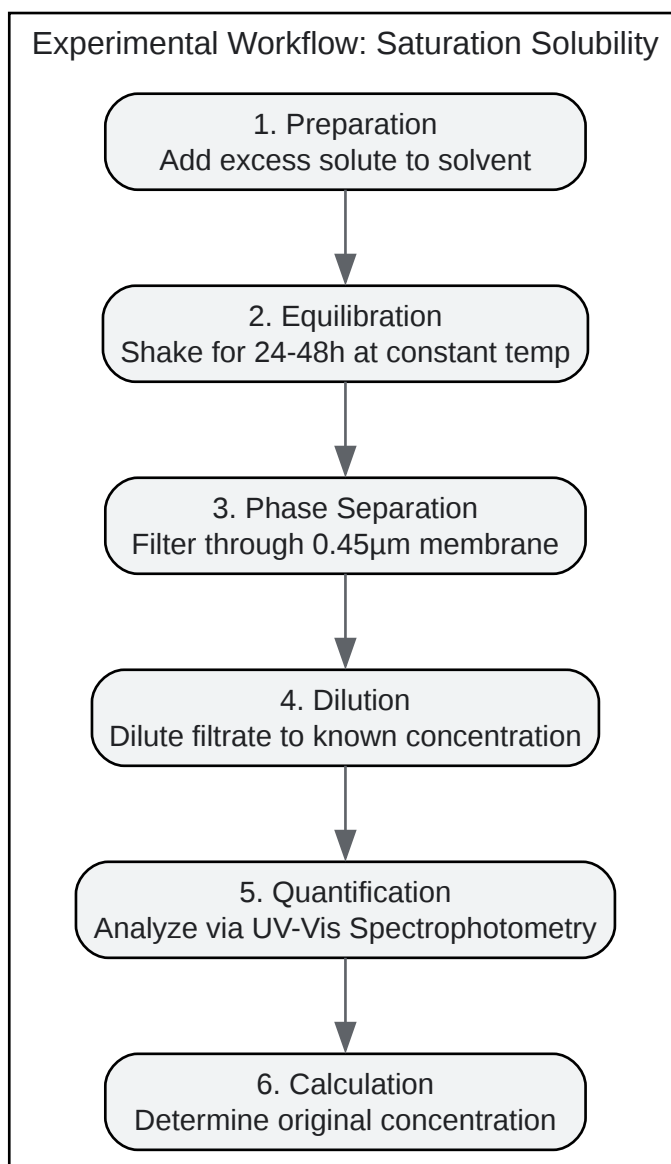 Experimental Workflow: Saturation Solubility
1. Preparation
Add excess solute to solvent
2. Equilibration
Shake for 24-48h at constant temp
3. Phase Separation
Filter through 0.45µm membrane
4. Dilution
Dilute filtrate to known concentration
5. Quantification
Analyze via UV-Vis Spectrophotometry
6. Calculation
Determine original concentration